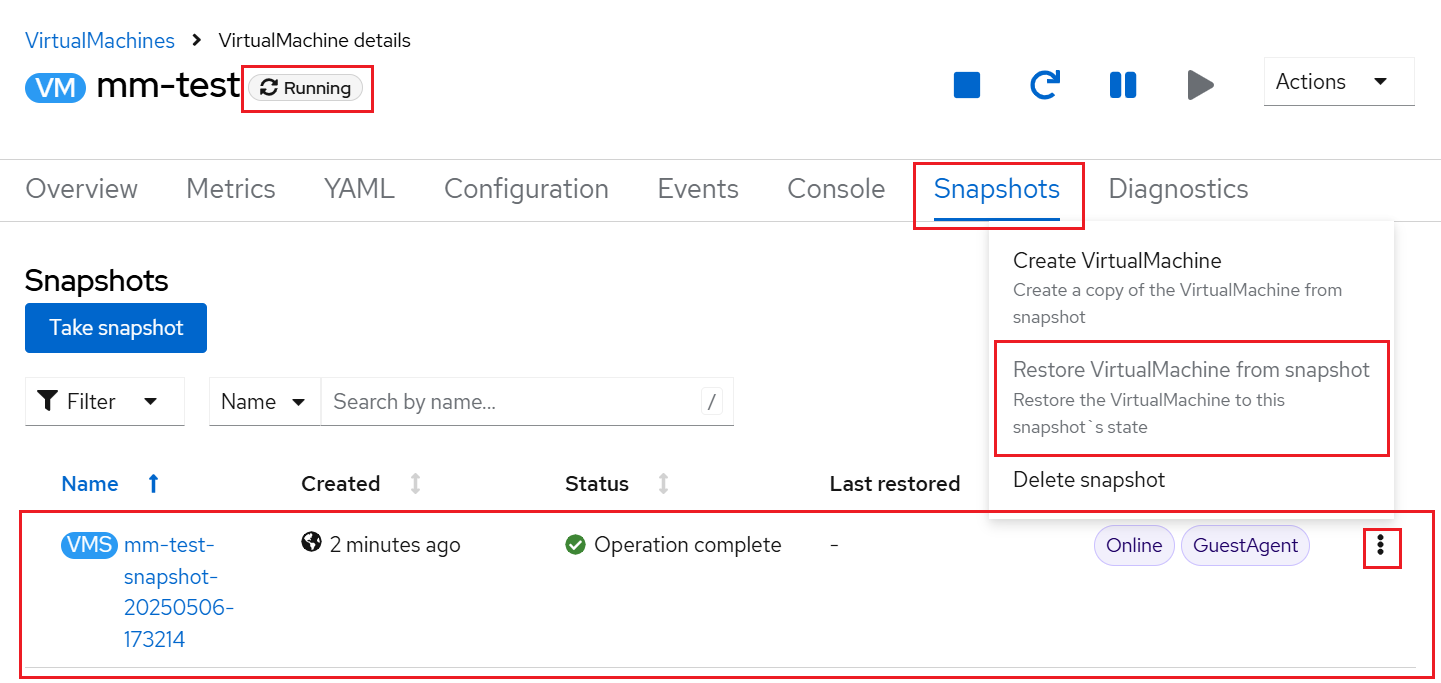 VirtualMachines > VirtualMachine details
VM mm-test Running
Actions
Overview Metrics YAML Configuration Events Console Snapshots Diagnostics
Snapshots
Take snapshot
Filter Name Search by name... /
Create VirtualMachine
Create a copy of the VirtualMachine from
snapshot
Restore VirtualMachine from snapshot
Restore the VirtualMachine to this
snapshot`s state
Delete snapshot
Name Created Status Last restored
VMS mm-test- 2 minutes ago Operation complete - Online GuestAgent
snapshot-
20250506-
173214